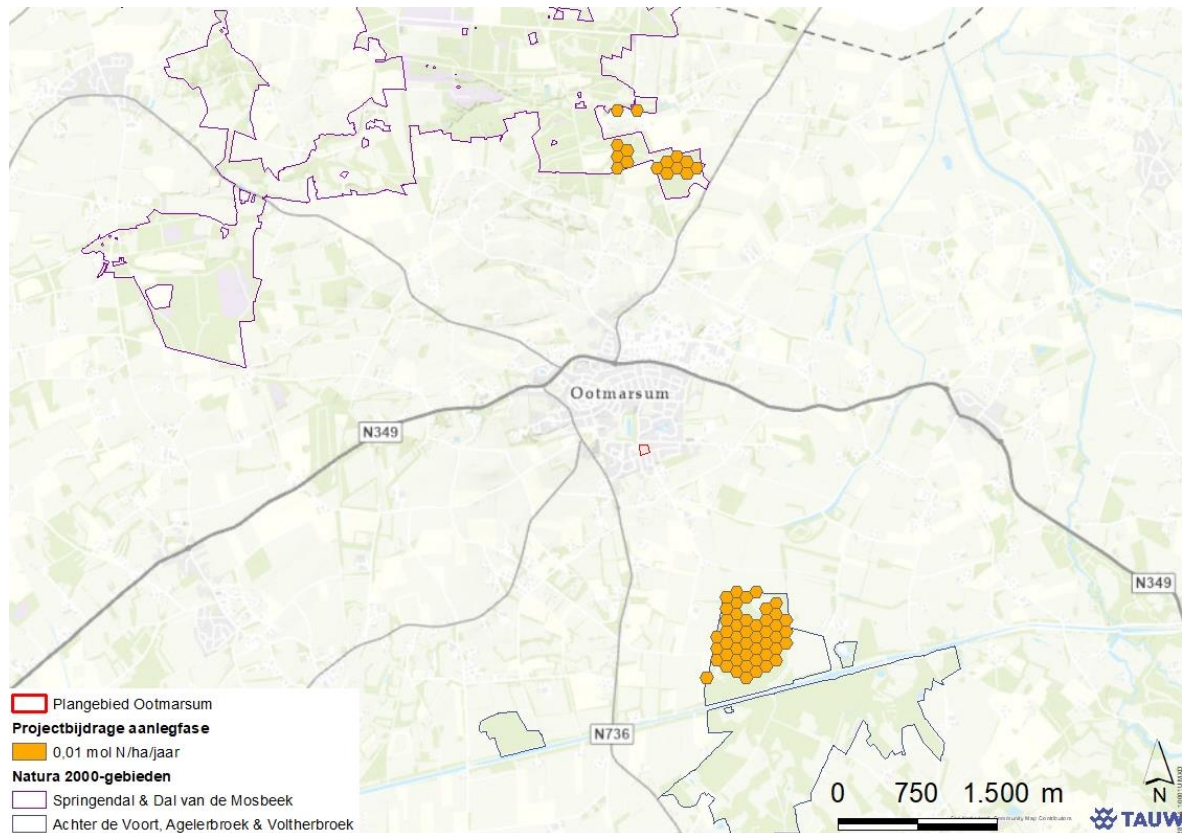 Ootmarsum
N349
N349
N736
Plangebied Ootmarsum
Projectbijdrage aanlegfase
0,01 mol N/ha/jaar
Natura 2000-gebieden
Springendal & Dal van de Mosbeek
Achter de Voort, Agelerbroek & Voltherbroek
0 750 1.500 m
N
TAUW